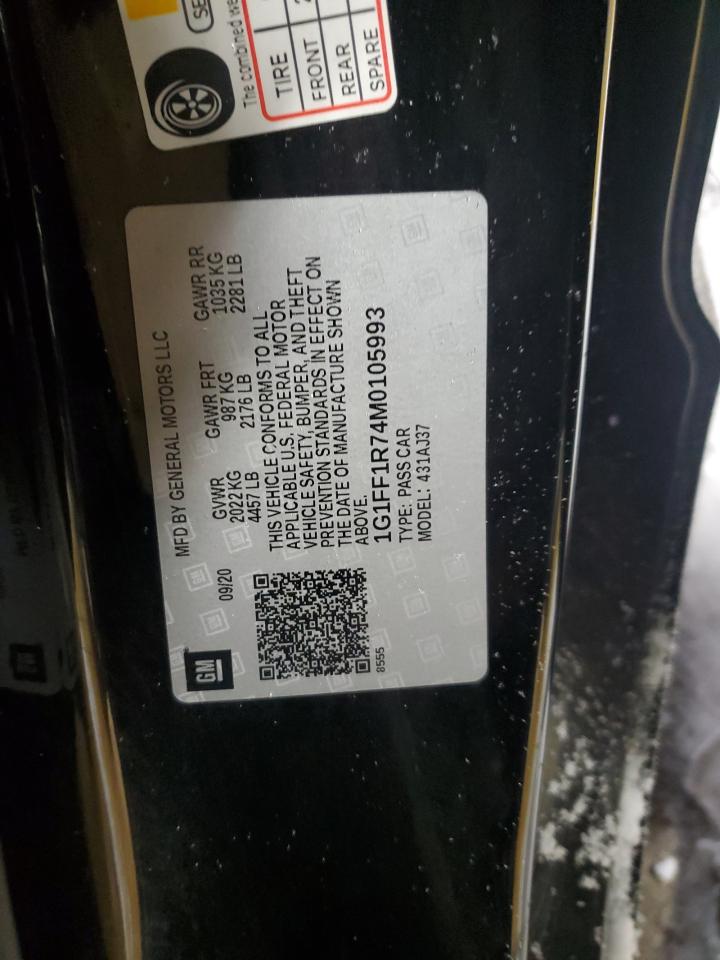 GM
MFD BY GENERAL MOTORS LLC
09/20
GVWR GAWR FRT GAWR RR
2022 KG 987 KG 1035 KG
4457 LB 2176 LB 2281 LB
THIS VEHICLE CONFORMS TO ALL
APPLICABLE U.S. FEDERAL MOTOR
VEHICLE SAFETY, BUMPER, AND THEFT
PREVENTION STANDARDS IN EFFECT ON
THE DATE OF MANUFACTURE SHOWN
ABOVE.
1G1FF1R74M0105993
TYPE: PASS CAR
MODEL: 431AJ37
8555
The combined
TIRE
FRONT
REAR
SPARE